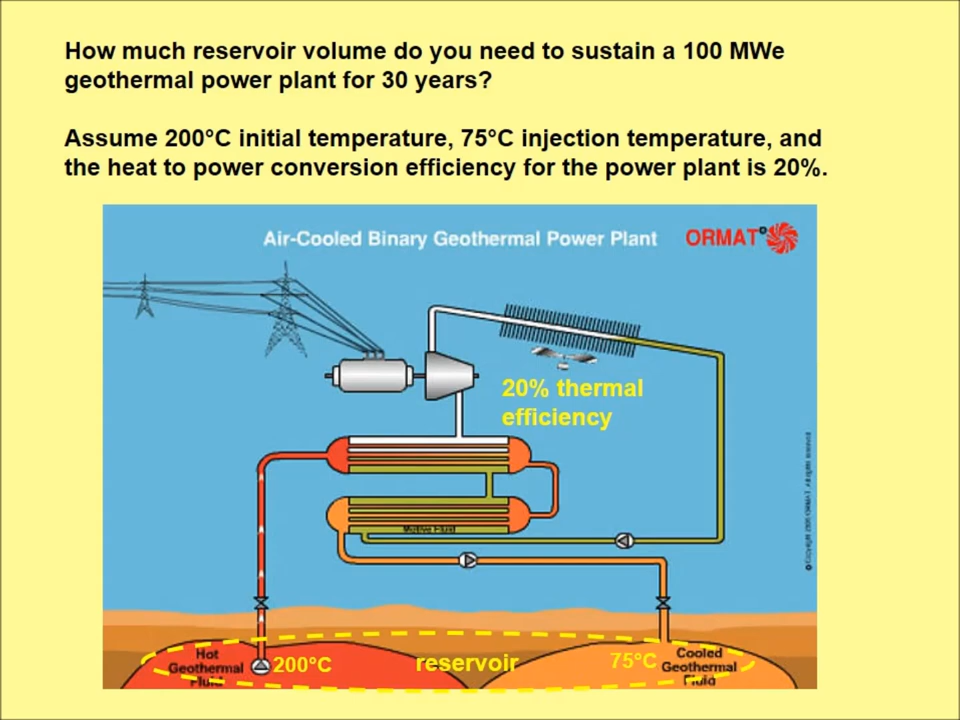 How much reservoir volume do you need to sustain a 100 MWe
geothermal power plant for 30 years?
Assume 200°C initial temperature, 75°C injection temperature, and
the heat to power conversion efficiency for the power plant is 20%.
Air-Cooled Binary Geothermal Power Plant
ORMAT
20% thermal
efficiency
Motive Fluid
Hot
Geothermal
Fluid
200°C
reservoir
75°C
Cooled
Geothermal
Fluid